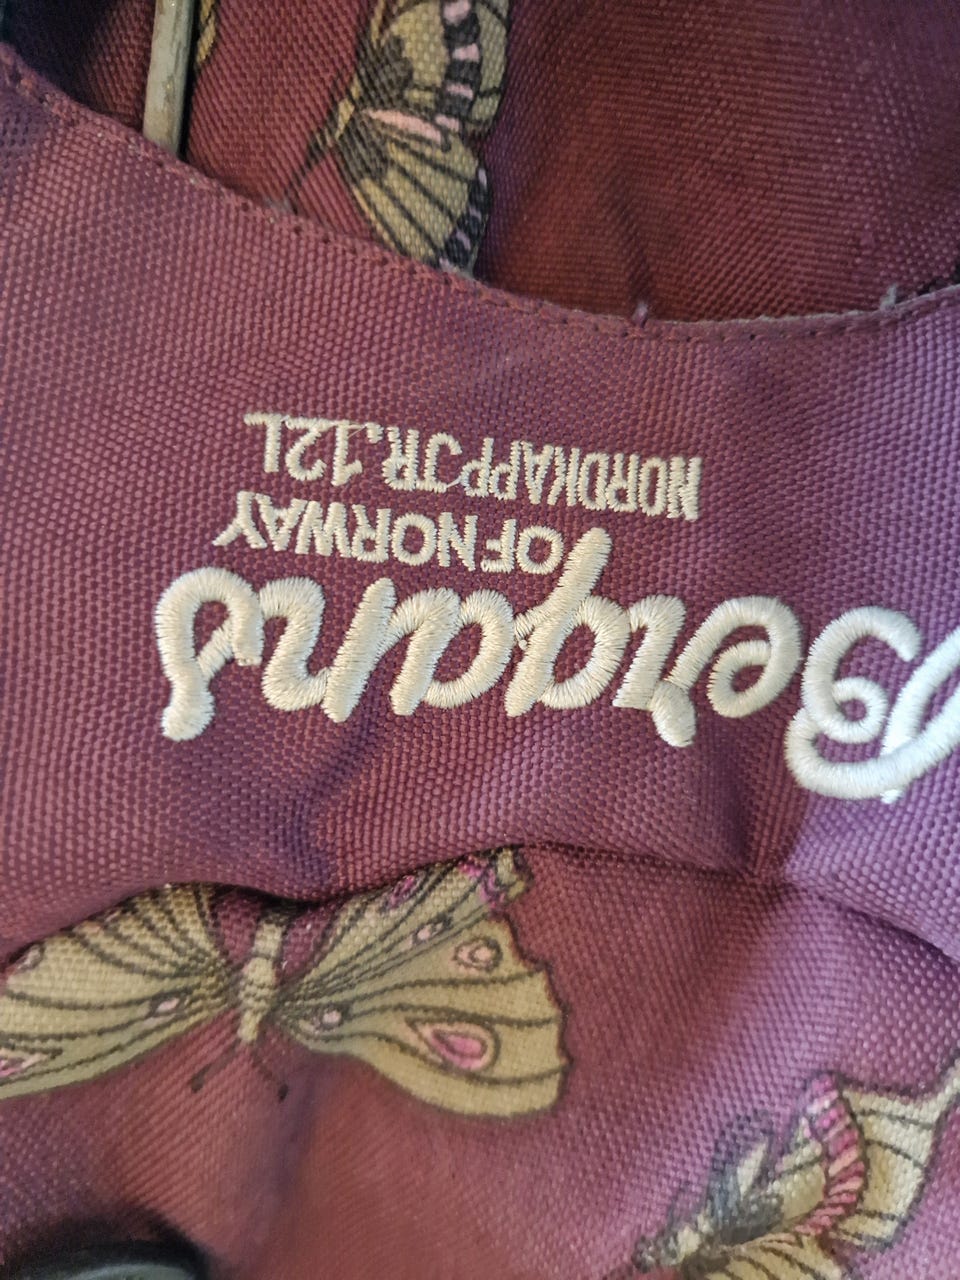 Bergans
OF NORWAY
NORDKAPP JR. 12L